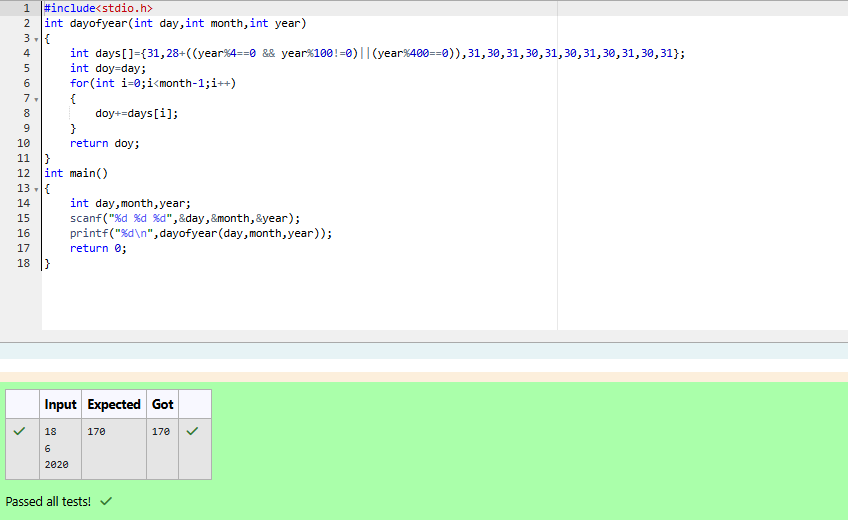 1 #include<stdio.h>
2 int dayofyear(int day,int month,int year)
3 {
4 int days[]={31,28+((year%4==0 && year%100!=0)||(year%400==0)),31,30,31,30,31,30,31,30,31,30,31};
5 int doy=day;
6 for(int i=0;i<month-1;i++)
7 {
8 doy+=days[i];
9 }
10 return doy;
11 }
12 int main()
13 {
14 int day,month,year;
15 scanf("%d %d %d",&day,&month,&year);
16 printf("%d\n",dayofyear(day,month,year));
17 return 0;
18 }
Input Expected Got
18 170 170
6
2020
Passed all tests!